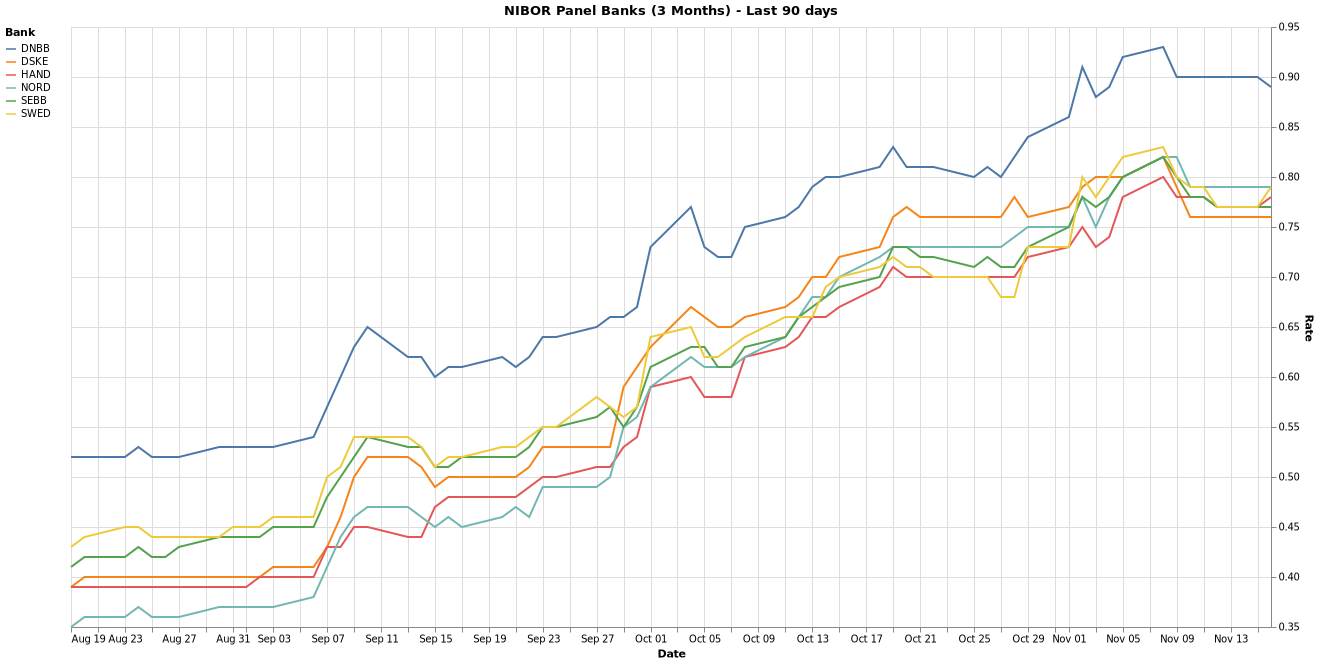 NIBOR Panel Banks (3 Months) - Last 90 days
Bank
DNBB
DSKE
HAND
NORD
SEBB
SWED
0.95
0.90
0.85
0.80
0.75
0.70
0.65
0.60
0.55
0.50
0.45
0.40
0.35
Rate
Aug 19 Aug 23 Aug 27 Aug 31 Sep 03 Sep 07 Sep 11 Sep 15 Sep 19 Sep 23 Sep 27 Oct 01 Oct 05 Oct 09 Oct 13 Oct 17 Oct 21 Oct 25 Oct 29 Nov 01 Nov 05 Nov 09 Nov 13
Date